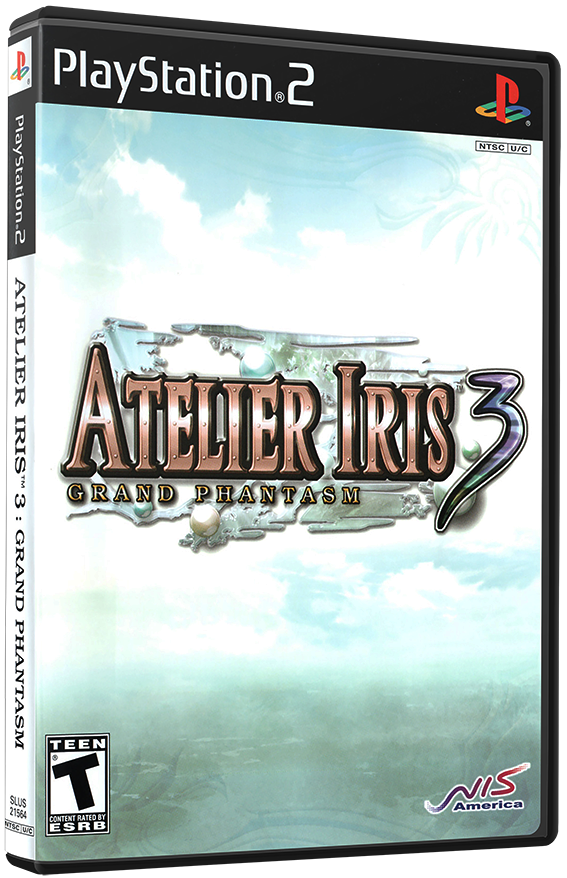 PlayStation®2
NTSC U/C
ATELIER IRIS™ 3
GRAND PHANTASM
TEEN
T
®
CONTENT RATED BY
ESRB
NIS
America
PlayStation®2
ATELIER IRIS™ 3 : GRAND PHANTASM
SLUS
21564
NTSC U/C